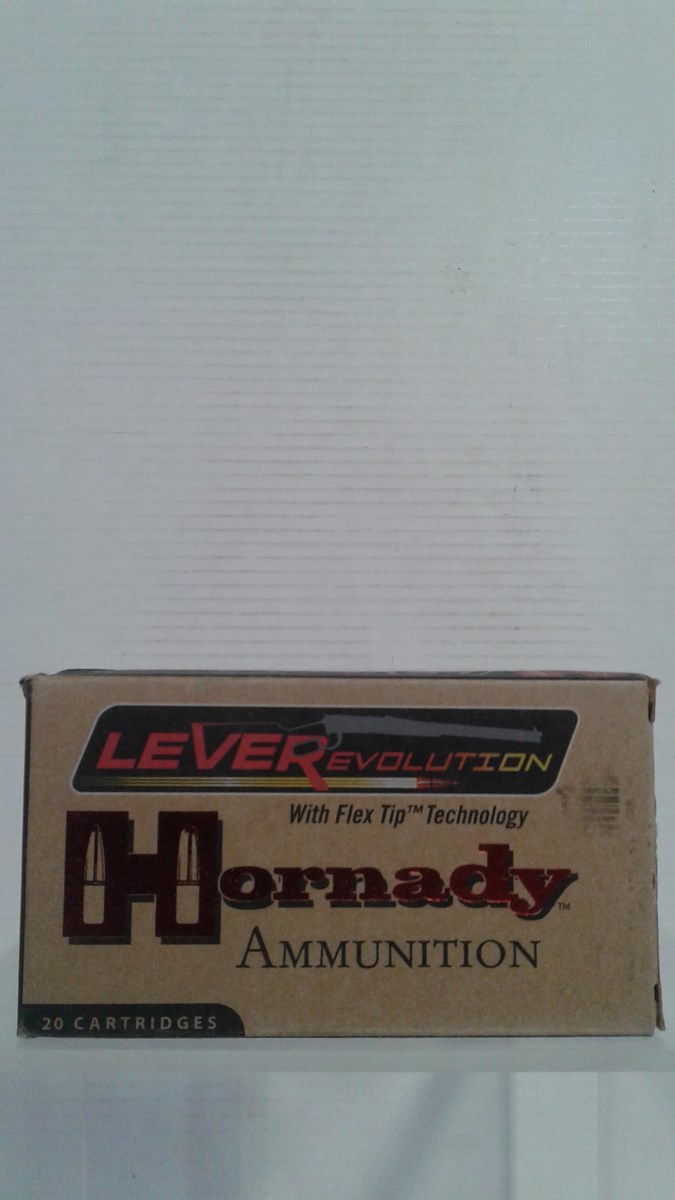 LEVERevolution
With Flex Tip™ Technology
Hornady™
AMMUNITION
20 CARTRIDGES